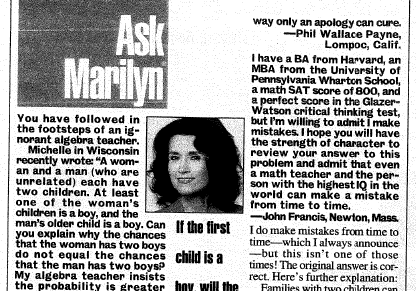 Ask
Marilyn
You have followed in
the footsteps of an ig-
norant algebra teacher.
Michelle in Wisconsin
recently wrote: “A wom-
an and a man (who are
unrelated) each have
two children. At least
one of the woman's
children is a boy, and the
man's older child is a boy. Can
you explain why the chances
that the woman has two boys
do not equal the chances
that the man has two boys?
My algebra teacher insists
the probability is greater
If the first
child is a
boy, will the
way only an apology can cure.
—Phil Wallace Payne,
Lompoc, Calif.
I have a BA from Harvard, an
MBA from the University of
Pennsylvania Wharton School,
a math SAT score of 800, and
a perfect score in the Glazer-
Watson critical thinking test,
but I'm willing to admit I make
mistakes. I hope you will have
the strength of character to
review your answer to this
problem and admit that even
a math teacher and the per-
son with the highest IQ in the
world can make a mistake
from time to time.
—John Francis, Newton, Mass.
I do make mistakes from time to
time—which I always announce
—but this isn't one of those
times! The original answer is cor-
rect. Here's further explanation:
Families with two children can